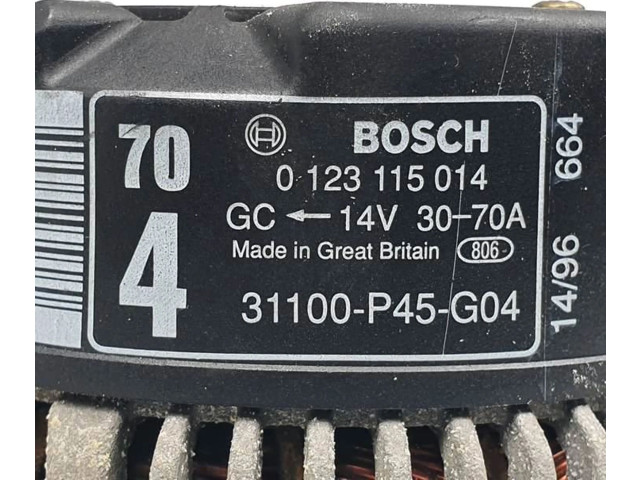 70
4
BOSCH
0 123 115 014
GC ← 14V 30-70A
Made in Great Britain 806
31100-P45-G04
14/96 664